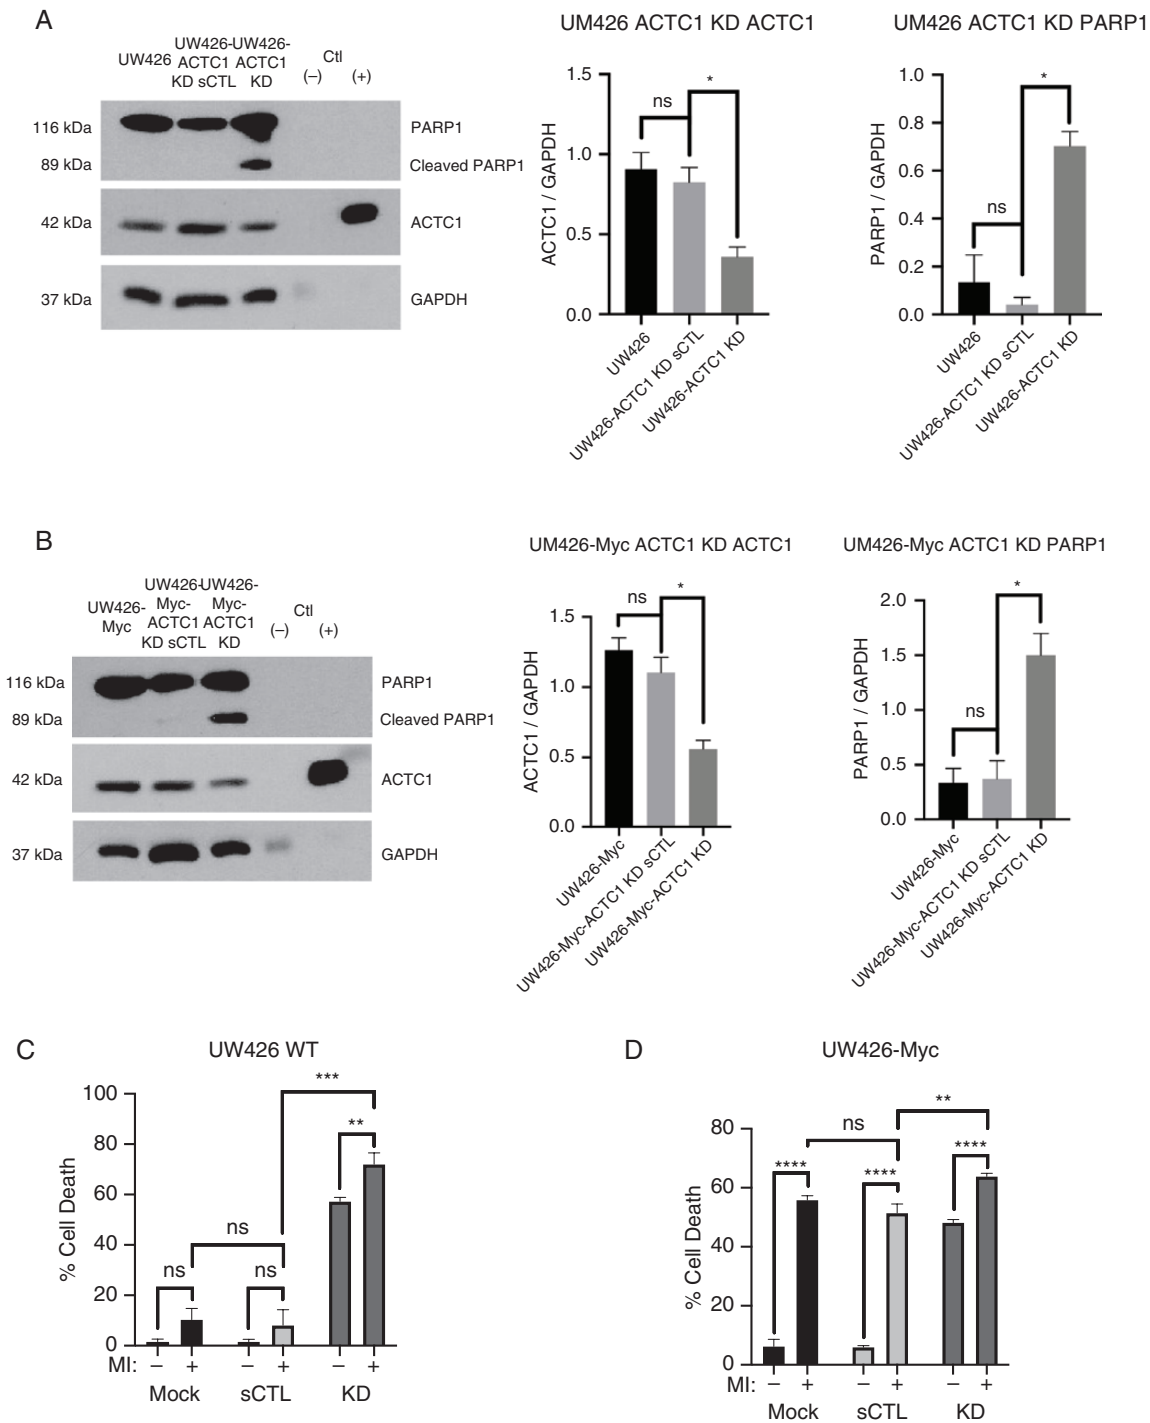 A
UM426 ACTC1 KD ACTC1
UM426 ACTC1 KD PARP1
UW426
UW426-
ACTC1
KD sCTL
UW426-
ACTC1
KD
Ctl
(–)
(+)
116 kDa
PARP1
89 kDa
Cleaved PARP1
42 kDa
ACTC1
37 kDa
GAPDH
ACTC1 / GAPDH
1.5
1.0
0.5
0.0
ns
*
UW426
UW426-ACTC1 KD sCTL
UW426-ACTC1 KD
PARP1 / GAPDH
1.0
0.8
0.6
0.4
0.2
0.0
ns
*
UW426
UW426-ACTC1 KD sCTL
UW426-ACTC1 KD
B
UM426-Myc ACTC1 KD ACTC1
UM426-Myc ACTC1 KD PARP1
UW426-
Myc
UW426-
Myc-
ACTC1
KD sCTL
UW426-
Myc-
ACTC1
KD
Ctl
(–)
(+)
116 kDa
PARP1
89 kDa
Cleaved PARP1
42 kDa
ACTC1
37 kDa
GAPDH
ACTC1 / GAPDH
1.5
1.0
0.5
0.0
ns
*
UW426-Myc
UW426-Myc-ACTC1 KD sCTL
UW426-Myc-ACTC1 KD
PARP1 / GAPDH
2.0
1.5
1.0
0.5
0.0
ns
*
UW426-Myc
UW426-Myc-ACTC1 KD sCTL
UW426-Myc-ACTC1 KD
C
UW426 WT
% Cell Death
100
80
60
40
20
0
ns
ns
ns
**
***
MI: – + – + – +
Mock sCTL KD
D
UW426-Myc
% Cell Death
80
60
40
20
0
****
ns
****
**
****
MI: – + – + – +
Mock sCTL KD